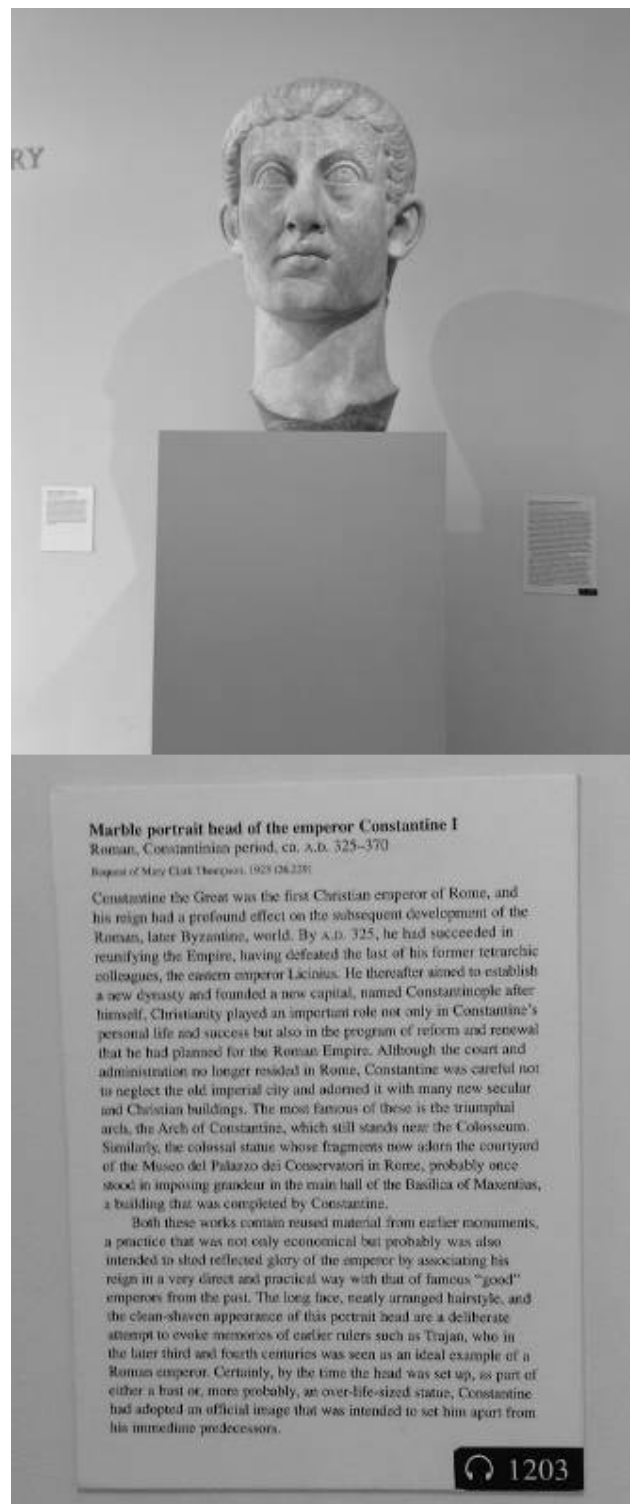 RY
Marble portrait head of the emperor Constantine I
Roman, Constantinian period, ca. A.D. 325–370
Bequest of Mary Clark Thompson, 1923 (26.229)
Constantine the Great was the first Christian emperor of Rome, and
his reign had a profound effect on the subsequent development of the
Roman, later Byzantine, world. By A.D. 325, he had succeeded in
reunifying the Empire, having defeated the last of his former tetrarchic
colleagues, the eastern emperor Licinius. He thereafter aimed to establish
a new dynasty and founded a new capital, named Constantinople after
himself. Christianity played an important role not only in Constantine's
personal life and success but also in the program of reform and renewal
that he had planned for the Roman Empire. Although the court and
administration no longer resided in Rome, Constantine was careful not
to neglect the old imperial city and adorned it with many new secular
and Christian buildings. The most famous of these is the triumphal
arch, the Arch of Constantine, which still stands near the Colosseum.
Similarly, the colossal statue whose fragments now adorn the courtyard
of the Museo del Palazzo dei Conservatori in Rome, probably once
stood in imposing grandeur in the main hall of the Basilica of Maxentius,
a building that was completed by Constantine.
Both these works contain reused material from earlier monuments,
a practice that was not only economical but probably was also
intended to shed reflected glory of the emperor by associating his
reign in a very direct and practical way with that of famous “good”
emperors from the past. The long face, neatly arranged hairstyle, and
the clean-shaven appearance of this portrait head are a deliberate
attempt to evoke memories of earlier rulers such as Trajan, who in
the later third and fourth centuries was seen as an ideal example of a
Roman emperor. Certainly, by the time the head was set up, as part of
either a bust or, more probably, an over-life-sized statue, Constantine
had adopted an official image that was intended to set him apart from
his immediate predecessors.
1203